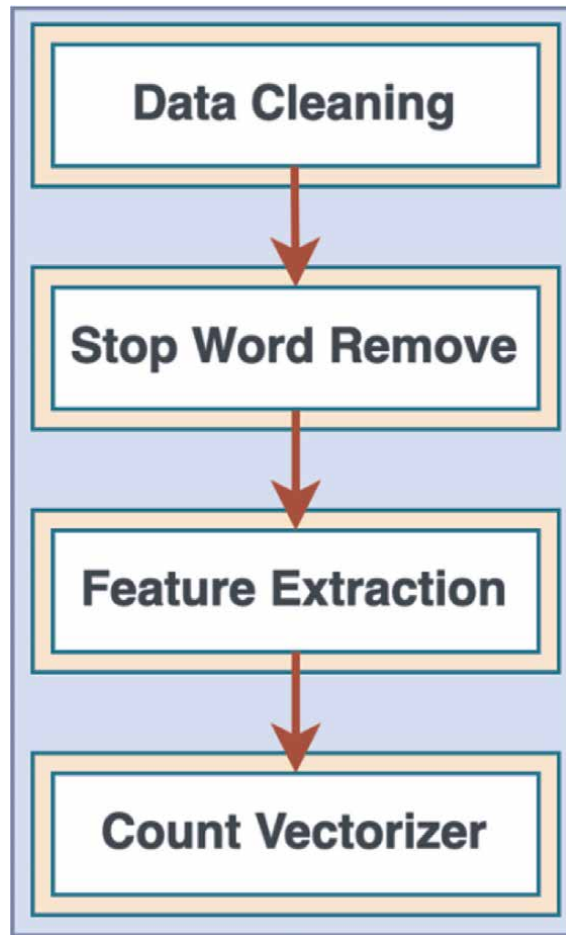 Data Cleaning
Stop Word Remove
Feature Extraction
Count Vectorizer